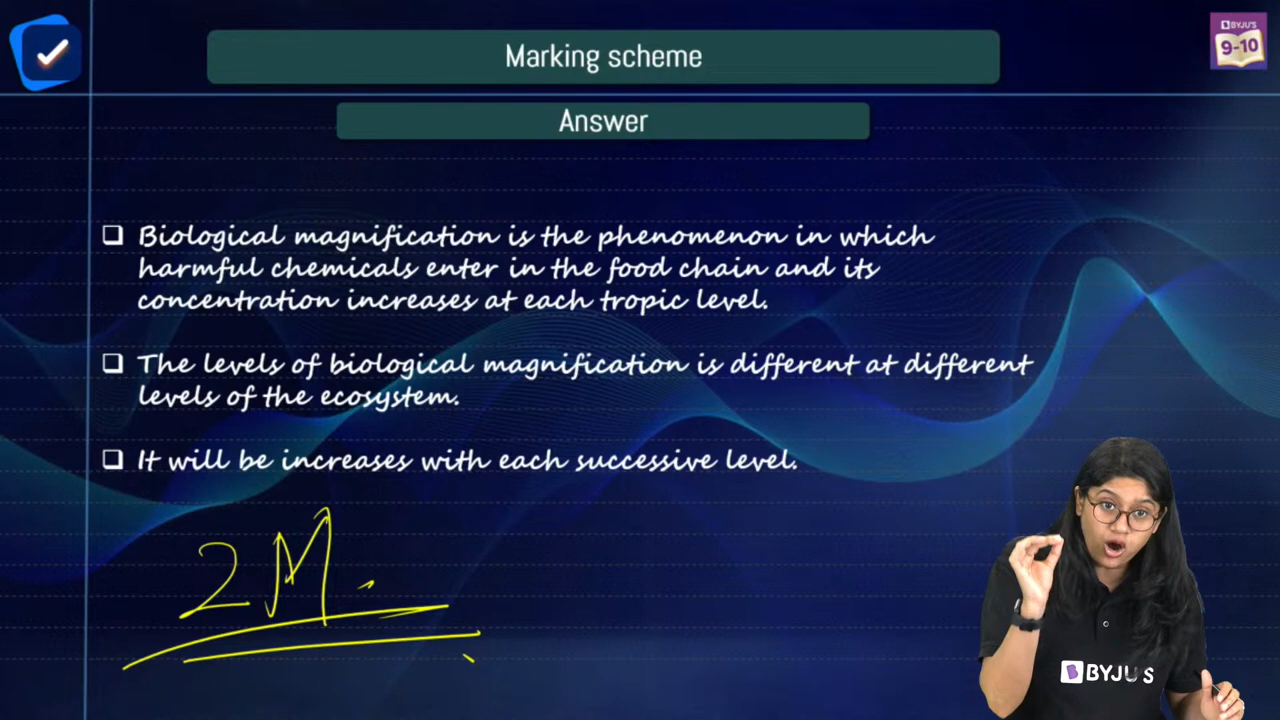 BYJU'S
9-10
Marking scheme
Answer
Biological magnification is the phenomenon in which
harmful chemicals enter in the food chain and its
concentration increases at each tropic level.
The levels of biological magnification is different at different
levels of the ecosystem.
It will be increases with each successive level.
2 M.
BYJU'S